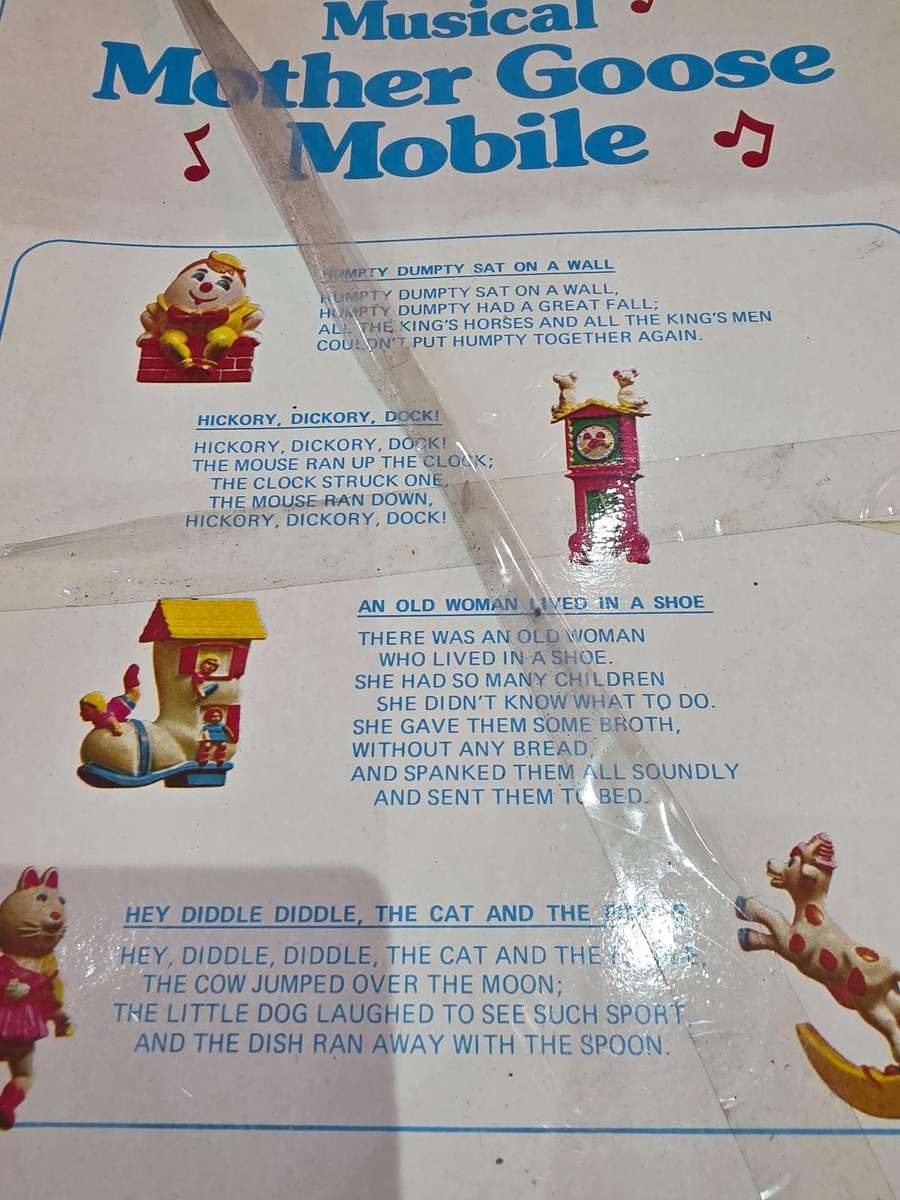 Musical
Mother Goose
Mobile
HUMPTY DUMPTY SAT ON A WALL
HUMPTY DUMPTY SAT ON A WALL,
HUMPTY DUMPTY HAD A GREAT FALL;
ALL THE KING'S HORSES AND ALL THE KING'S MEN
COULDN'T PUT HUMPTY TOGETHER AGAIN.
HICKORY, DICKORY, DOCK!
HICKORY, DICKORY, DOCK!
THE MOUSE RAN UP THE CLOCK;
THE CLOCK STRUCK ONE,
THE MOUSE RAN DOWN,
HICKORY, DICKORY, DOCK!
AN OLD WOMAN LIVED IN A SHOE
THERE WAS AN OLD WOMAN
WHO LIVED IN A SHOE.
SHE HAD SO MANY CHILDREN
SHE DIDN'T KNOW WHAT TO DO.
SHE GAVE THEM SOME BROTH,
WITHOUT ANY BREAD,
AND SPANKED THEM ALL SOUNDLY
AND SENT THEM TO BED.
HEY DIDDLE DIDDLE, THE CAT AND THE
HEY, DIDDLE, DIDDLE, THE CAT AND THE
THE COW JUMPED OVER THE MOON;
THE LITTLE DOG LAUGHED TO SEE SUCH SPORT,
AND THE DISH RAN AWAY WITH THE SPOON.